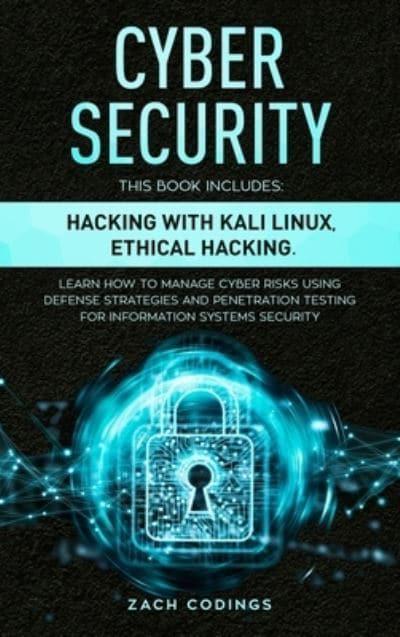 CYBER
SECURITY
THIS BOOK INCLUDES:
HACKING WITH KALI LINUX,
ETHICAL HACKING.
LEARN HOW TO MANAGE CYBER RISKS USING
DEFENSE STRATEGIES AND PENETRATION TESTING
FOR INFORMATION SYSTEMS SECURITY
ZACH CODINGS